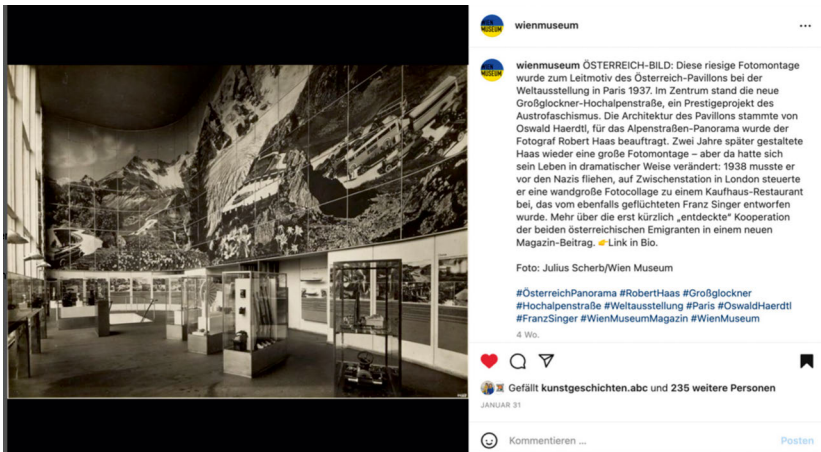 WIEN
MUSEUM
wienmuseum
WIEN
MUSEUM
wienmuseum ÖSTERREICH-BILD: Diese riesige Fotomontage
wurde zum Leitmotiv des Österreich-Pavillons bei der
Weltausstellung in Paris 1937. Im Zentrum stand die neue
Großglockner-Hochalpenstraße, ein Prestigeprojekt des
Austrofaschismus. Die Architektur des Pavillons stammte von
Oswald Haerdtl, für das Alpenstraßen-Panorama wurde der
Fotograf Robert Haas beauftragt. Zwei Jahre später gestaltete
Haas wieder eine große Fotomontage – aber da hatte sich
sein Leben in dramatischer Weise verändert: 1938 musste er
vor den Nazis fliehen, auf Zwischenstation in London steuerte
er eine wandgroße Fotocollage zu einem Kaufhaus-Restaurant
bei, das vom ebenfalls geflüchteten Franz Singer entworfen
wurde. Mehr über die erst kürzlich „entdeckte“ Kooperation
der beiden österreichischen Emigranten in einem neuen
Magazin-Beitrag. 👉Link in Bio.
Foto: Julius Scherb/Wien Museum
#ÖsterreichPanorama #RobertHaas #Großglockner
#Hochalpenstraße #Weltausstellung #Paris #OswaldHaerdtl
#FranzSinger #WienMuseumMagazin #WienMuseum
4 Wo.
Gefällt kunstgeschichten.abc und 235 weitere Personen
JANUAR 31
Kommentieren ...
Posten